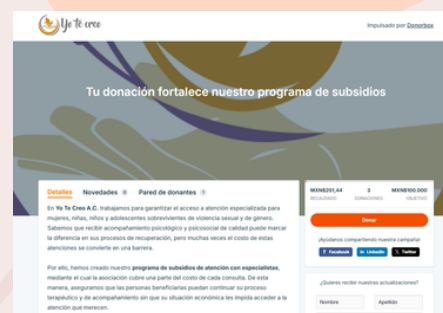 Yo te creo
Impulsado por Donorbox
Tu donación fortalece nuestro programa de subsidios
Detalles Novedades 0 Pared de donantes 1
En Yo Te Creo A.C. trabajamos para garantizar el acceso a atención especializada para
mujeres, niñas, niños y adolescentes sobrevivientes de violencia sexual y de género.
Sabemos que recibir acompañamiento psicológico y psicosocial de calidad puede marcar
la diferencia en sus procesos de recuperación, pero muchas veces el costo de estas
atenciones se convierte en una barrera.
Por ello, hemos creado nuestro programa de subsidios de atención con especialistas,
mediante el cual la asociación cubre una parte del costo de cada consulta. De esta
manera, aseguramos que las personas beneficiarias puedan continuar su proceso
terapéutico y de acompañamiento sin que su situación económica les impida acceder a la
atención que merecen.
MXN$201,44 3 MXN$100.000
RECAUDADO DONACIONES OBJETIVO
Donar
¡Ayúdanos compartiendo nuestra campaña!
Facebook LinkedIn Twitter
¿Quieres recibir nuestras actualizaciones?
Nombre Apellido